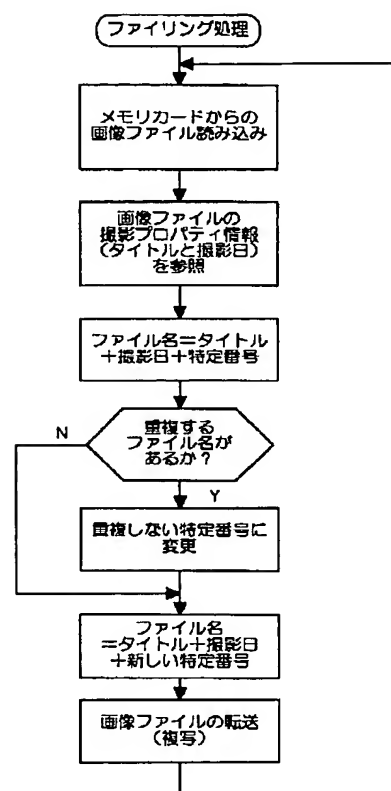 ファイリング処理
メモリカードからの
画像ファイル読み込み
画像ファイルの
撮影プロパティ情報
(タイトルと撮影日)
を参照
ファイル名=タイトル
+撮影日+特定番号
重複する
ファイル名が
あるか?
N
Y
重複しない特定番号に
変更
ファイル名
=タイトル+撮影日
+新しい特定番号
画像ファイルの転送
(複写)